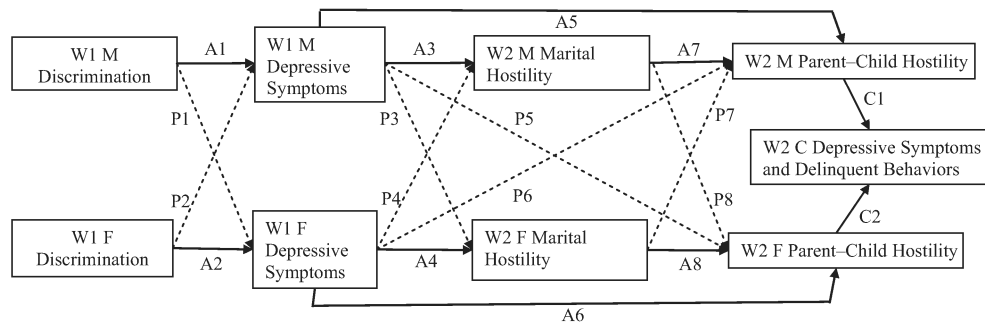 A5
W1 M
Discrimination
A1
W1 M
Depressive
Symptoms
A3
W2 M Marital
Hostility
A7
W2 M Parent–Child Hostility
P1
P3
P5
P7
C1
W2 C Depressive Symptoms
and Delinquent Behaviors
P2
P4
P6
P8
C2
W1 F
Discrimination
A2
W1 F
Depressive
Symptoms
A4
W2 F Marital
Hostility
A8
W2 F Parent–Child Hostility
A6